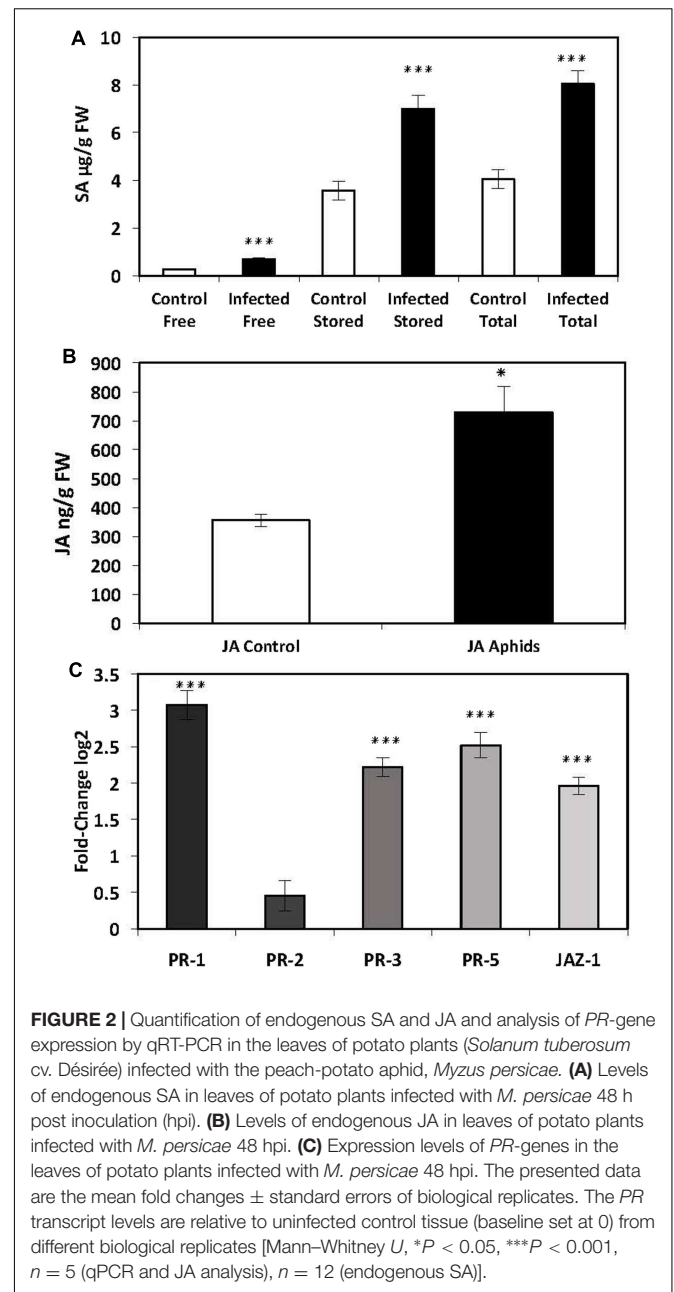 A
10
8
6
4
2
0
SA µg/g FW
***
***
***
Control Free
Infected Free
Control Stored
Infected Stored
Control Total
Infected Total
B
900
800
700
600
500
400
300
200
100
0
JA ng/g FW
*
JA Control
JA Aphids
C
3.5
3
2.5
2
1.5
1
0.5
0
Fold-Change log2
***
***
***
***
PR-1
PR-2
PR-3
PR-5
JAZ-1
FIGURE 2 | Quantification of endogenous SA and JA and analysis of PR-gene
expression by qRT-PCR in the leaves of potato plants (Solanum tuberosum
cv. Désirée) infected with the peach-potato aphid, Myzus persicae. (A) Levels
of endogenous SA in leaves of potato plants infected with M. persicae 48 h
post inoculation (hpi). (B) Levels of endogenous JA in leaves of potato plants
infected with M. persicae 48 hpi. (C) Expression levels of PR-genes in the
leaves of potato plants infected with M. persicae 48 hpi. The presented data
are the mean fold changes ± standard errors of biological replicates. The PR
transcript levels are relative to uninfected control tissue (baseline set at 0) from
different biological replicates [Mann–Whitney U, *P < 0.05, ***P < 0.001,
n = 5 (qPCR and JA analysis), n = 12 (endogenous SA)].